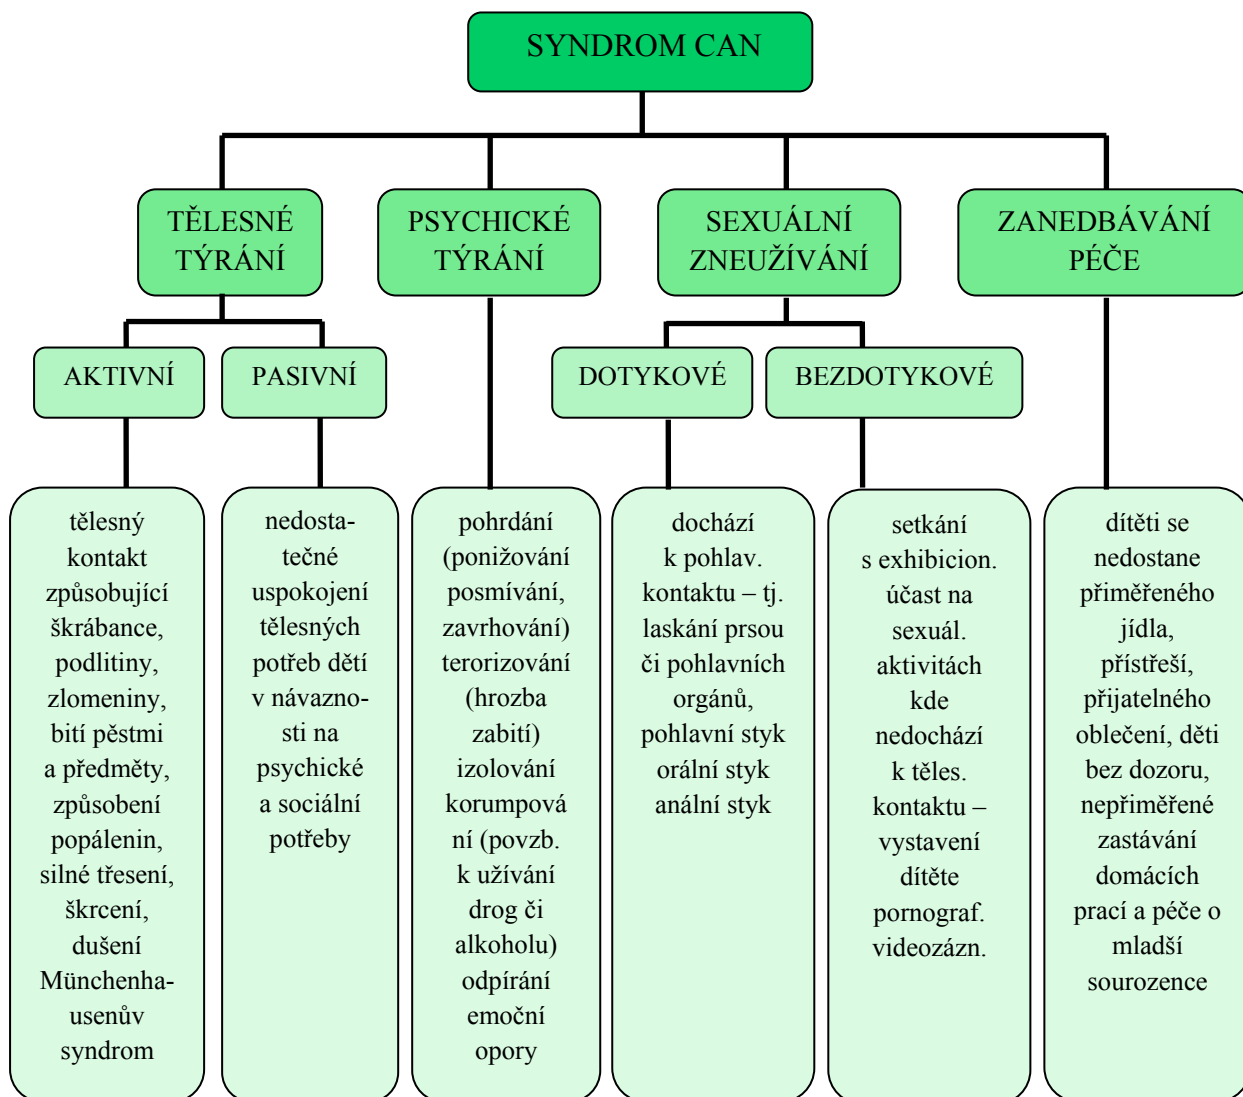 SYNDROM CAN
TĚLESNÉ
TÝRÁNÍ
PSYCHICKÉ
TÝRÁNÍ
SEXUÁLNÍ
ZNEUŽÍVÁNÍ
ZANEDBÁVÁNÍ
PÉČE
AKTIVNÍ
PASIVNÍ
DOTYKOVÉ
BEZDOTYKOVÉ
tělesný
kontakt
způsobující
škrábance,
podlitiny,
zlomeniny,
bití pěstmi
a předměty,
způsobení
popálenin,
silné třesení,
škrcení,
dušení
Münchenha-
usenův
syndrom
nedosta-
tečné
uspokojení
tělesných
potřeb dětí
v návazno-
sti na
psychické
a sociální
potřeby
pohrdání
(ponižování
posmívání,
zavrhování)
terorizování
(hrozba
zabití)
izolování
korumpová
ní (povzb.
k užívání
drog či
alkoholu)
odpírání
emoční
opory
dochází
k pohlav.
kontaktu – tj.
laskání prsou
či pohlavních
orgánů,
pohlavní styk
orální styk
anální styk
setkání
s exhibicion.
účast na
sexuál.
aktivitách
kde
nedochází
k těles.
kontaktu –
vystavení
dítěte
pornograf.
videozázn.
dítěti se
nedostane
přiměřeného
jídla,
přístřeší,
přijatelného
oblečení, děti
bez dozoru,
nepřiměřené
zastávání
domácích
prací a péče o
mladší
sourozence